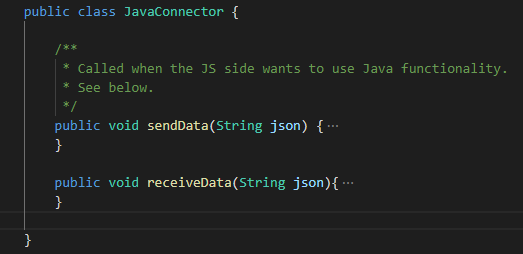 public class JavaConnector {
/**
* Called when the JS side wants to use Java functionality.
* See below.
*/
public void sendData(String json) {···
}
public void receiveData(String json){···
}
}